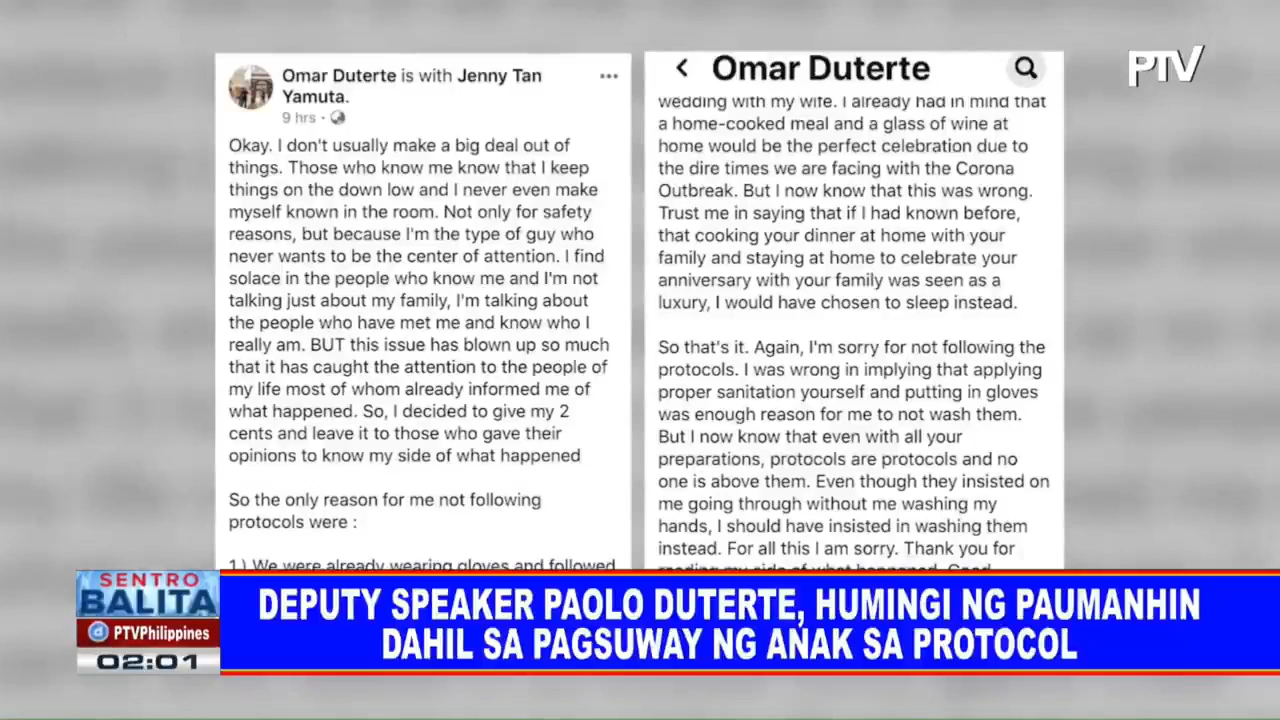 Omar Duterte is with Jenny Tan
Yamuta.
9 hrs ·
Okay. I don't usually make a big deal out of
things. Those who know me know that I keep
things on the down low and I never even make
myself known in the room. Not only for safety
reasons, but because I'm the type of guy who
never wants to be the center of attention. I find
solace in the people who know me and I'm not
talking just about my family, I'm talking about
the people who have met me and know who I
really am. BUT this issue has blown up so much
that it has caught the attention to the people of
my life most of whom already informed me of
what happened. So, I decided to give my 2
cents and leave it to those who gave their
opinions to know my side of what happened
So the only reason for me not following
protocols were :
1) We were already wearing gloves and followed
Omar Duterte
wedding with my wife. I already had in mind that
a home-cooked meal and a glass of wine at
home would be the perfect celebration due to
the dire times we are facing with the Corona
Outbreak. But I now know that this was wrong.
Trust me in saying that if I had known before,
that cooking your dinner at home with your
family and staying at home to celebrate your
anniversary with your family was seen as a
luxury, I would have chosen to sleep instead.
So that's it. Again, I'm sorry for not following the
protocols. I was wrong in implying that applying
proper sanitation yourself and putting in gloves
was enough reason for me to not wash them.
But I now know that even with all your
preparations, protocols are protocols and no
one is above them. Even though they insisted on
me going through without me washing my
hands, I should have insisted in washing them
instead. For all this I am sorry. Thank you for
reading my side of what happened. Good
PTV
SENTRO
BALITA
PTVPhilippines
02:01
DEPUTY SPEAKER PAOLO DUTERTE, HUMINGI NG PAUMANHIN
DAHIL SA PAGSUWAY NG ANAK SA PROTOCOL